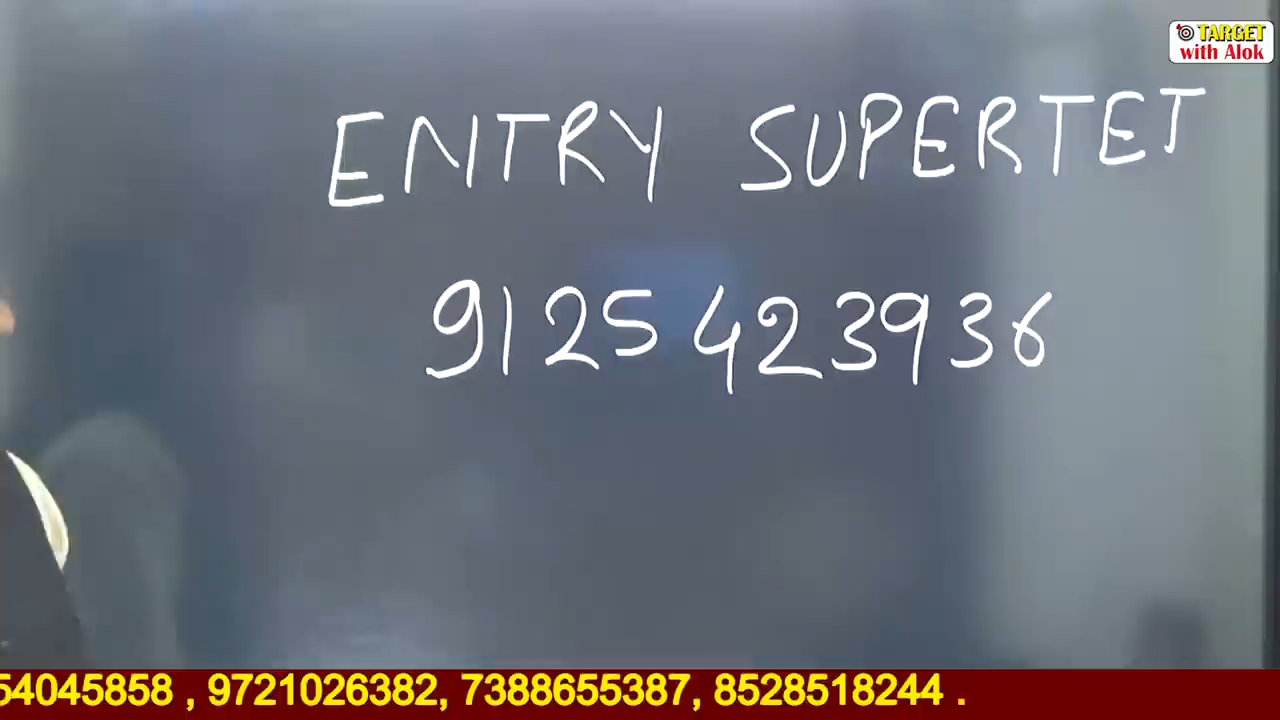 TARGET
with Alok
ENTRY SUPERTET
9125423936
54045858 , 9721026382, 7388655387, 8528518244 .